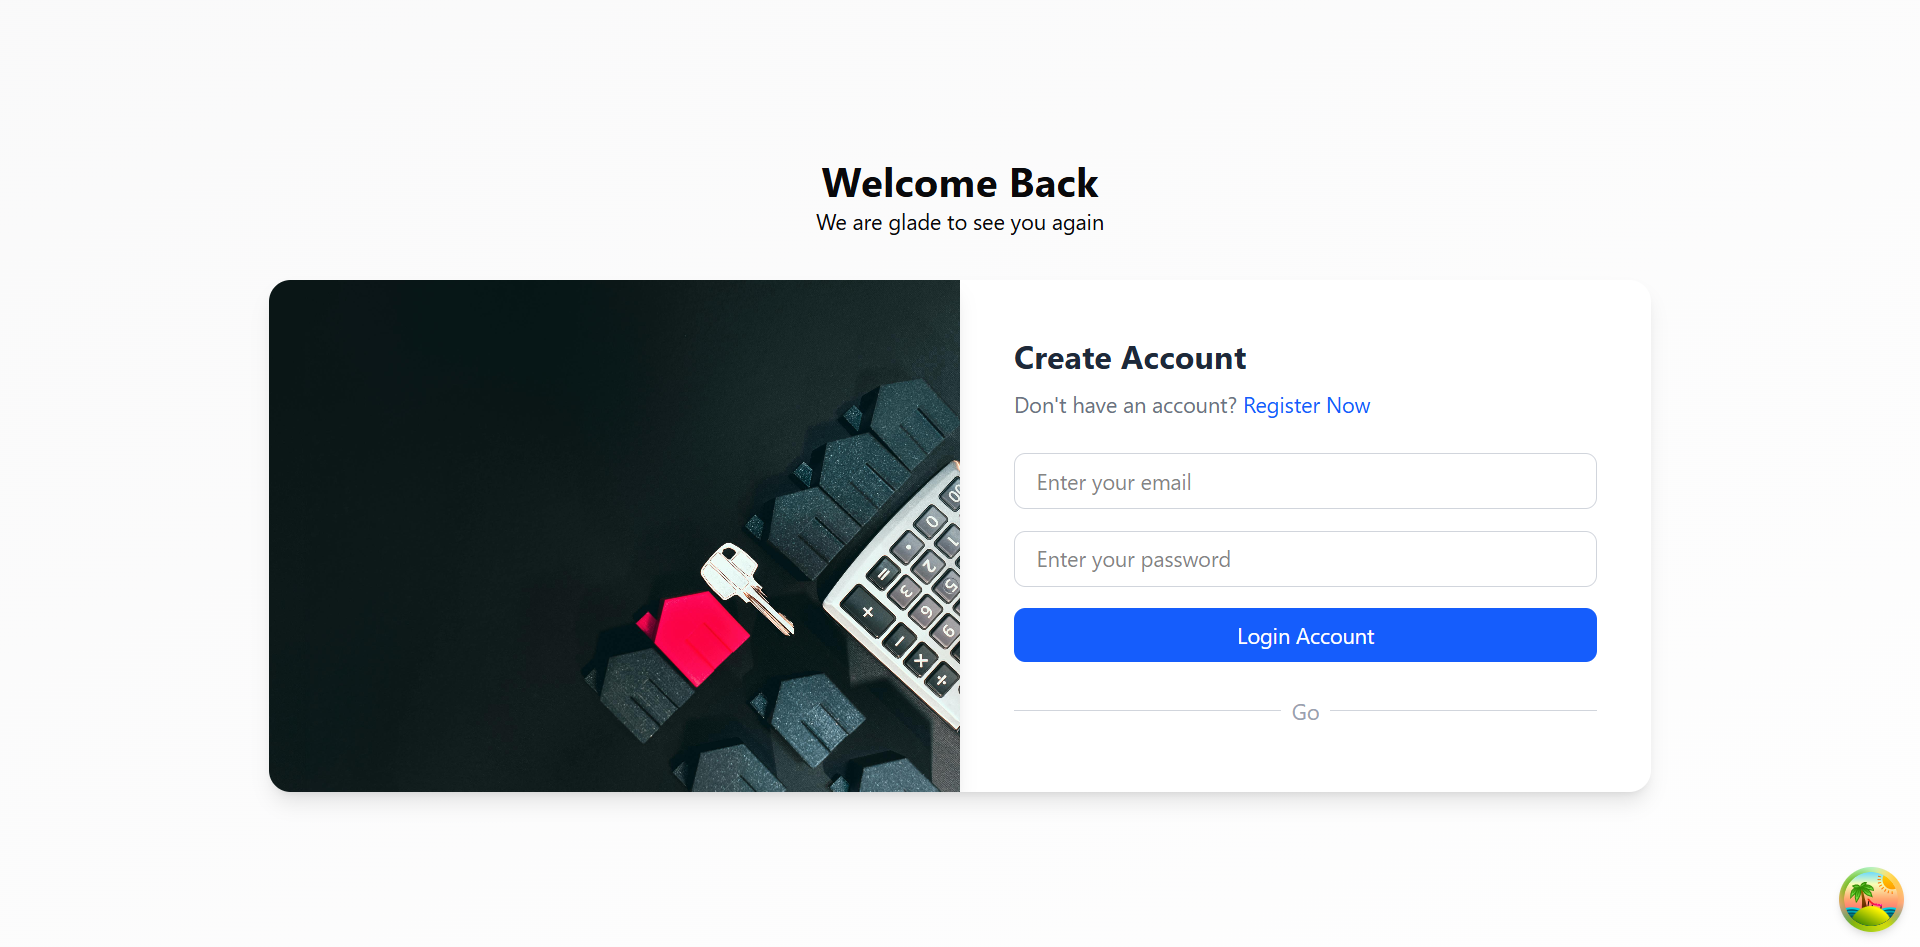 Welcome Back
We are glade to see you again
Create Account
Don't have an account? Register Now
Enter your email
Enter your password
Login Account
Go